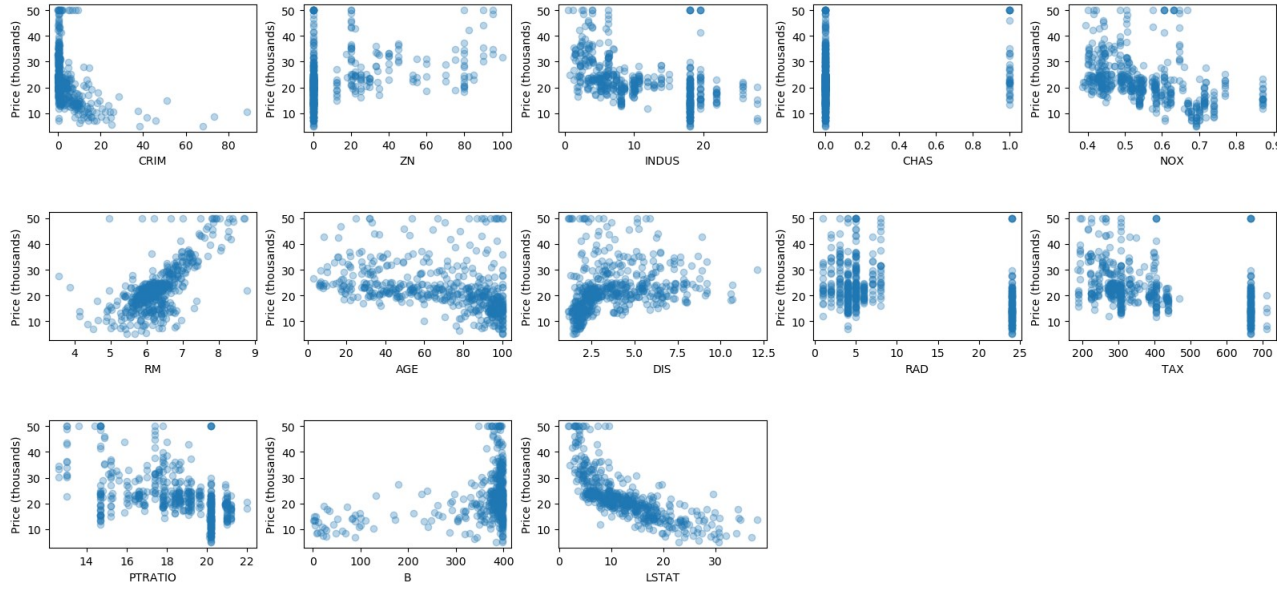 Price (thousands)
50
40
30
20
10
0 20 40 60 80
CRIM
Price (thousands)
50
40
30
20
10
0 20 40 60 80 100
ZN
Price (thousands)
50
40
30
20
10
0 10 20
INDUS
Price (thousands)
50
40
30
20
10
0.0 0.2 0.4 0.6 0.8 1.0
CHAS
Price (thousands)
50
40
30
20
10
0.4 0.5 0.6 0.7 0.8 0.9
NOX
Price (thousands)
50
40
30
20
10
4 5 6 7 8 9
RM
Price (thousands)
50
40
30
20
10
0 20 40 60 80 100
AGE
Price (thousands)
50
40
30
20
10
2.5 5.0 7.5 10.0 12.5
DIS
Price (thousands)
50
40
30
20
10
0 5 10 15 20 25
RAD
Price (thousands)
50
40
30
20
10
200 300 400 500 600 700
TAX
Price (thousands)
50
40
30
20
10
14 16 18 20 22
PTRATIO
Price (thousands)
50
40
30
20
10
0 100 200 300 400
B
Price (thousands)
50
40
30
20
10
0 10 20 30
LSTAT